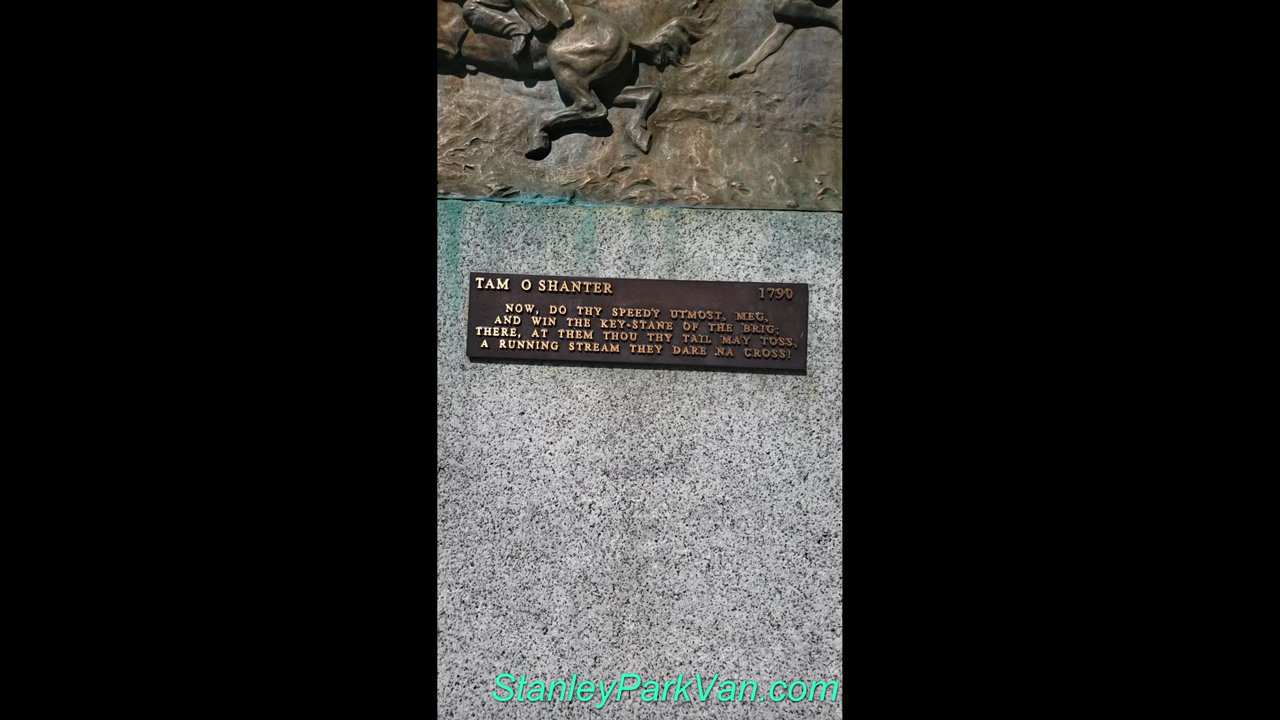 TAM O SHANTER 1790
NOW, DO THY SPEEDY UTMOST, MEG,
AND WIN THE KEY-STANE OF THE BRIG;
THERE, AT THEM THOU THY TAIL MAY TOSS,
A RUNNING STREAM THEY DARE NA CROSS!
StanleyParkVan.com